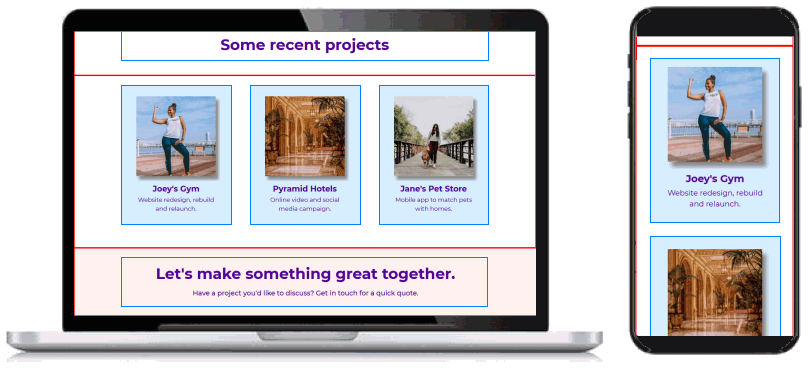 Some recent projects
Joey's Gym
Website redesign, rebuild
and relaunch.
Pyramid Hotels
Online video and social
media campaign.
Jane's Pet Store
Mobile app to match pets
with homes.
Let's make something great together.
Have a project you'd like to discuss? Get in touch for a quick quote.
Joey's Gym
Website redesign, rebuild
and relaunch.